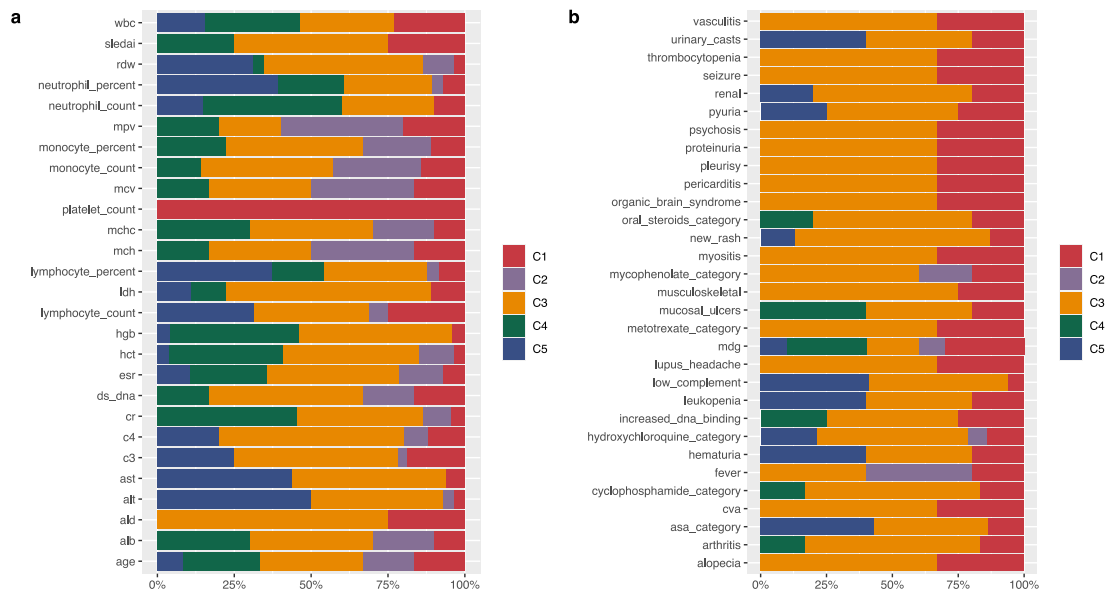 a
wbc
sledai
rdw
neutrophil_percent
neutrophil_count
mpv
monocyte_percent
monocyte_count
mcv
platelet_count
mchc
mch
lymphocyte_percent
ldh
lymphocyte_count
hgb
hct
esr
ds_dna
cr
c4
c3
ast
alt
ald
alb
age
0%
25%
50%
75%
100%
C1
C2
C3
C4
C5
b
vasculitis
urinary_casts
thrombocytopenia
seizure
renal
pyuria
psychosis
proteinuria
pleurisy
pericarditis
organic_brain_syndrome
oral_steroids_category
new_rash
myositis
mycophenolate_category
musculoskeletal
mucosal_ulcers
metotrexate_category
mdg
lupus_headache
low_complement
leukopenia
increased_dna_binding
hydroxychloroquine_category
hematuria
fever
cyclophosphamide_category
cva
asa_category
arthritis
alopecia
0%
25%
50%
75%
100%
C1
C2
C3
C4
C5